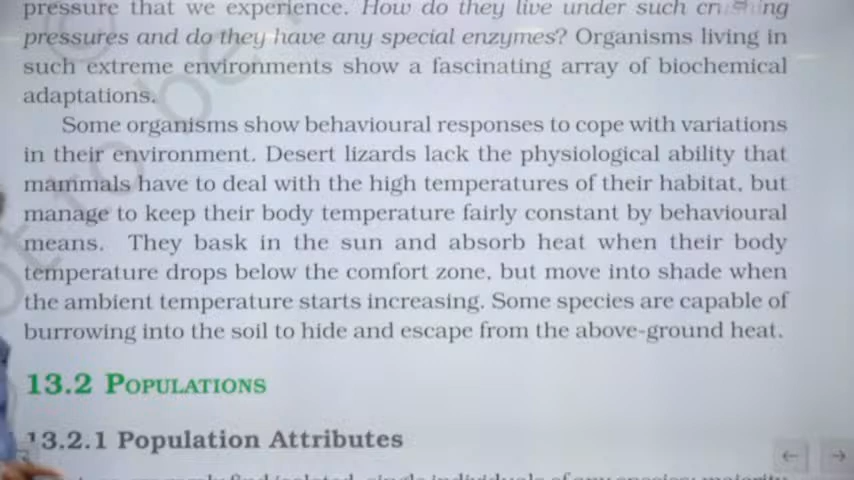 pressure that we experience. How do they live under such
pressures and do they have any special enzymes? Organisms living in
such extreme environments show a fascinating array of biochemical
adaptations.
Some organisms show behavioural responses to cope with variations
in their environment. Desert lizards lack the physiological ability that
mammals have to deal with the high temperatures of their habitat, but
manage to keep their body temperature fairly constant by behavioural
means. They bask in the sun and absorb heat when their body
temperature drops below the comfort zone, but move into shade when
the ambient temperature starts increasing. Some species are capable of
burrowing into the soil to hide and escape from the above-ground heat.
13.2 POPULATIONS
13.2.1 Population Attributes